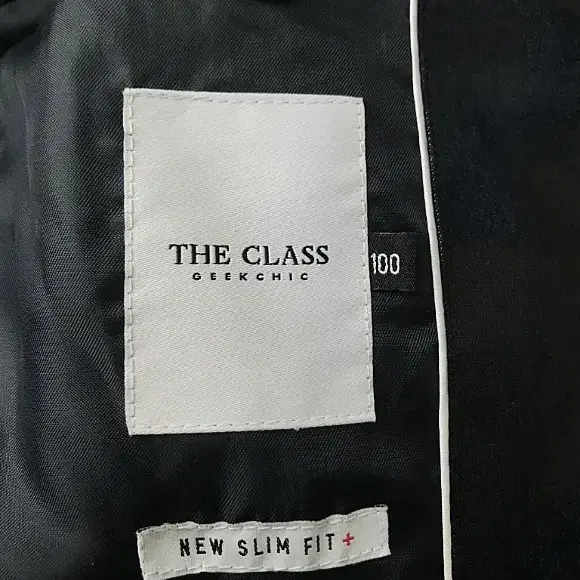 THE CLASS
GEEKCHIC
100
NEW SLIM FIT+